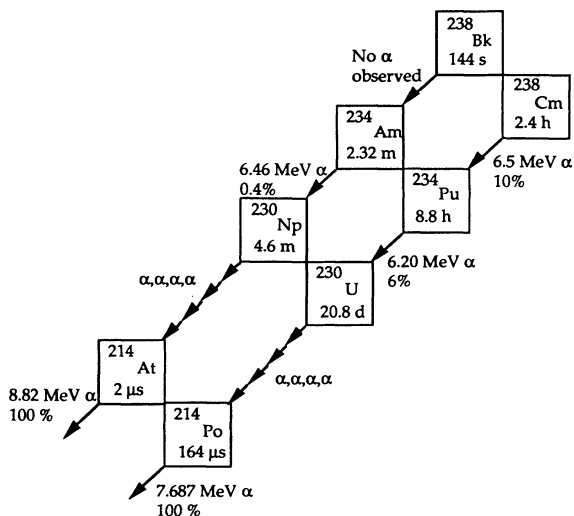 238
Bk
144 s
No α
observed
238
Cm
2.4 h
234
Am
2.32 m
6.5 MeV α
10%
6.46 MeV α
0.4%
234
Pu
8.8 h
230
Np
4.6 m
6.20 MeV α
6%
α,α,α,α
230
U
20.8 d
214
At
2 µs
α,α,α,α
8.82 MeV α
100 %
214
Po
164 µs
7.687 MeV α
100 %